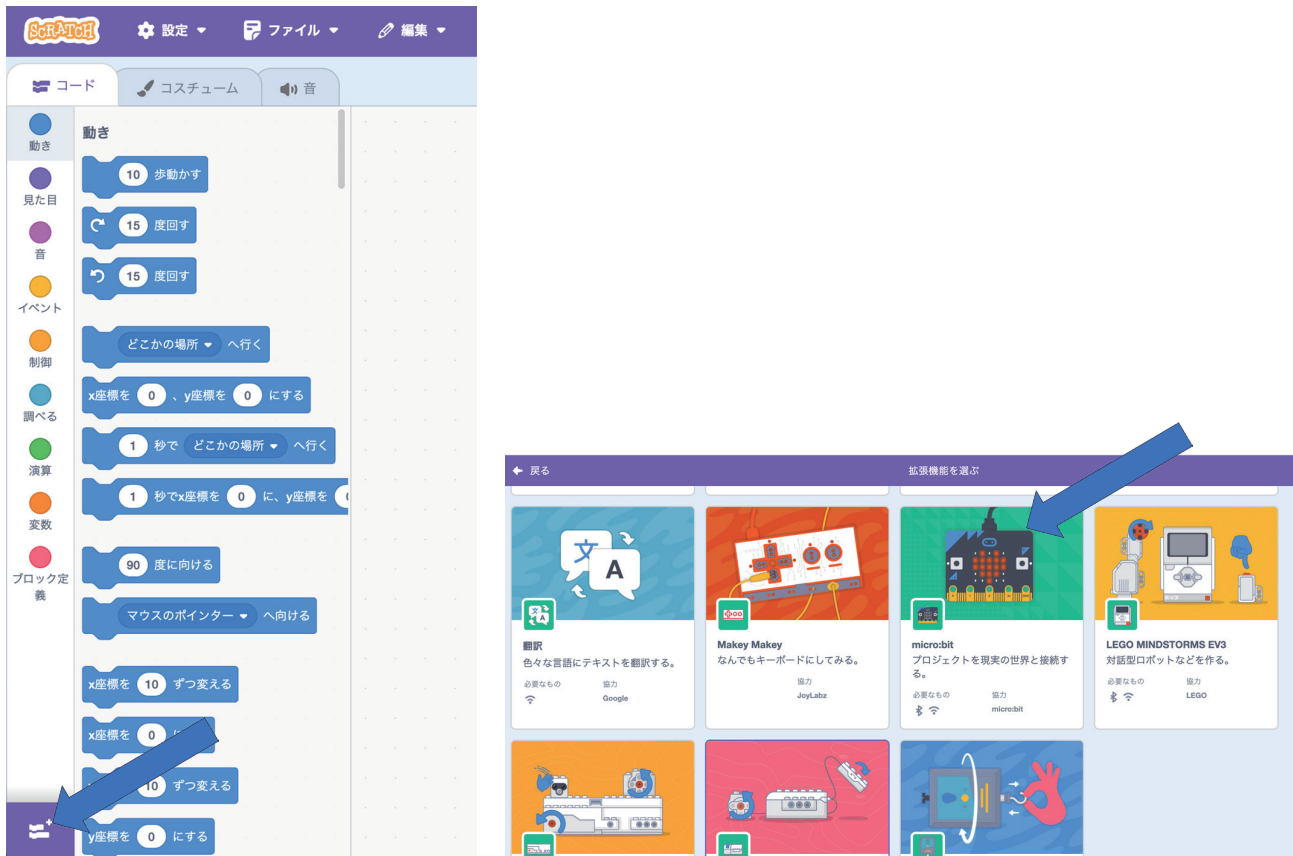 SCRATCH
設定
ファイル
編集
コード
コスチューム
音
動き
見た目
音
イベント
制御
調べる
演算
変数
ブロック定
義
動き
10 歩動かす
15 度回す
15 度回す
どこかの場所 へ行く
x座標を 0 、y座標を 0 にする
1 秒で どこかの場所 へ行く
1 秒でx座標を 0 に、y座標を
90 度に向ける
マウスのポインター へ向ける
x座標を 10 ずつ変える
x座標を 0
10 ずつ変える
y座標を 0 にする
戻る
拡張機能を選ぶ
文
A
翻訳
色々な言語にテキストを翻訳する。
必要なもの 協力
Google
Makey Makey
なんでもキーボードにしてみる。
協力
JoyLabz
micro:bit
プロジェクトを現実の世界と接続す
る。
必要なもの 協力
micro:bit
LEGO MINDSTORMS EV3
対話型ロボットなどを作る。
必要なもの 協力
LEGO